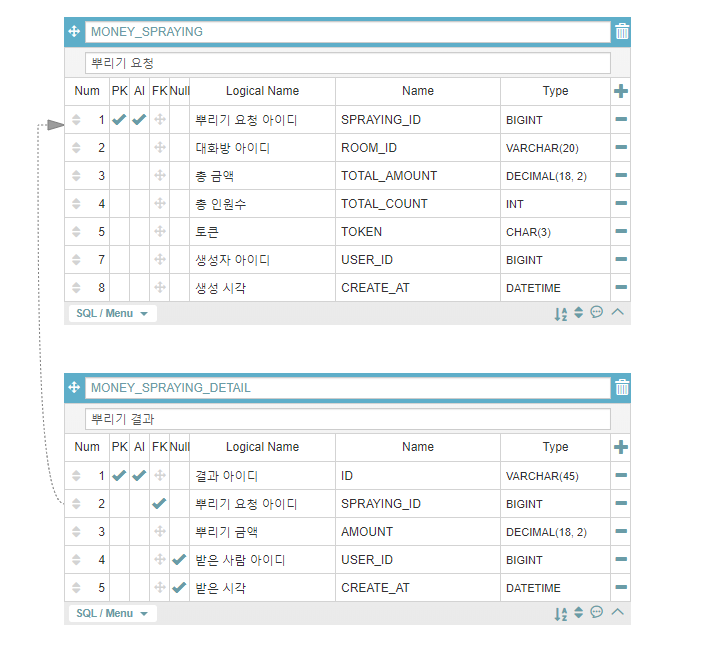 MONEY_SPRAYING
뿌리기 요청
Num PK AI FK Null Logical Name Name Type
1 뿌리기 요청 아이디 SPRAYING_ID BIGINT
2 대화방 아이디 ROOM_ID VARCHAR(20)
3 총 금액 TOTAL_AMOUNT DECIMAL(18, 2)
4 총 인원수 TOTAL_COUNT INT
5 토큰 TOKEN CHAR(3)
7 생성자 아이디 USER_ID BIGINT
8 생성 시각 CREATE_AT DATETIME
SQL / Menu
MONEY_SPRAYING_DETAIL
뿌리기 결과
Num PK AI FK Null Logical Name Name Type
1 결과 아이디 ID VARCHAR(45)
2 뿌리기 요청 아이디 SPRAYING_ID BIGINT
3 뿌리기 금액 AMOUNT DECIMAL(18, 2)
4 받은 사람 아이디 USER_ID BIGINT
5 받은 시각 CREATE_AT DATETIME
SQL / Menu